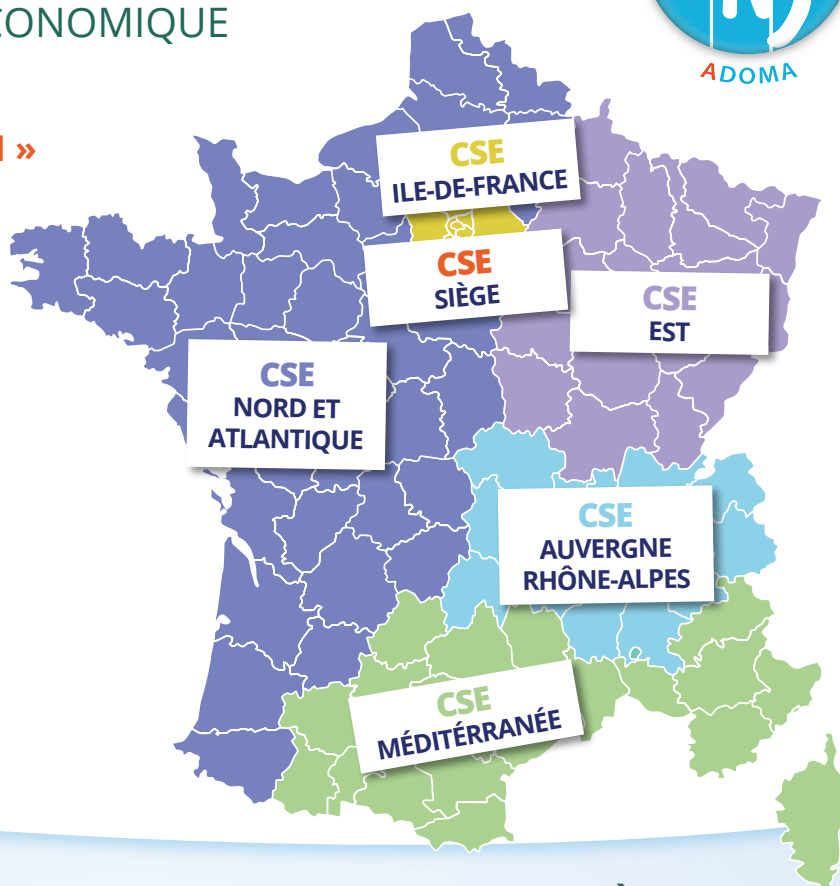 CONOMIQUE
ADOMA
»
CSE
ILE-DE-FRANCE
CSE
SIÈGE
CSE
EST
CSE
NORD ET
ATLANTIQUE
CSE
AUVERGNE
RHÔNE-ALPES
CSE
MÉDITÉRRANÉE